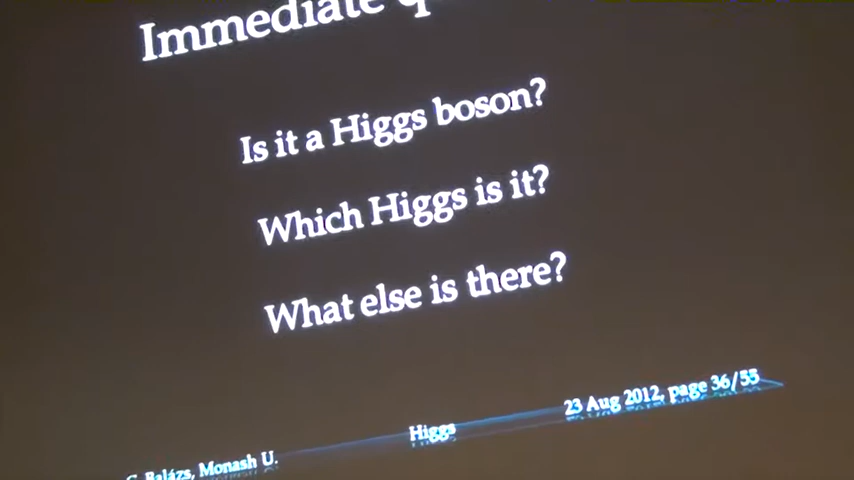 Immediate
Is it a Higgs boson?
Which Higgs is it?
What else is there?
C. Balázs, Monash U.
Higgs
23 Aug 2012, page 36/55